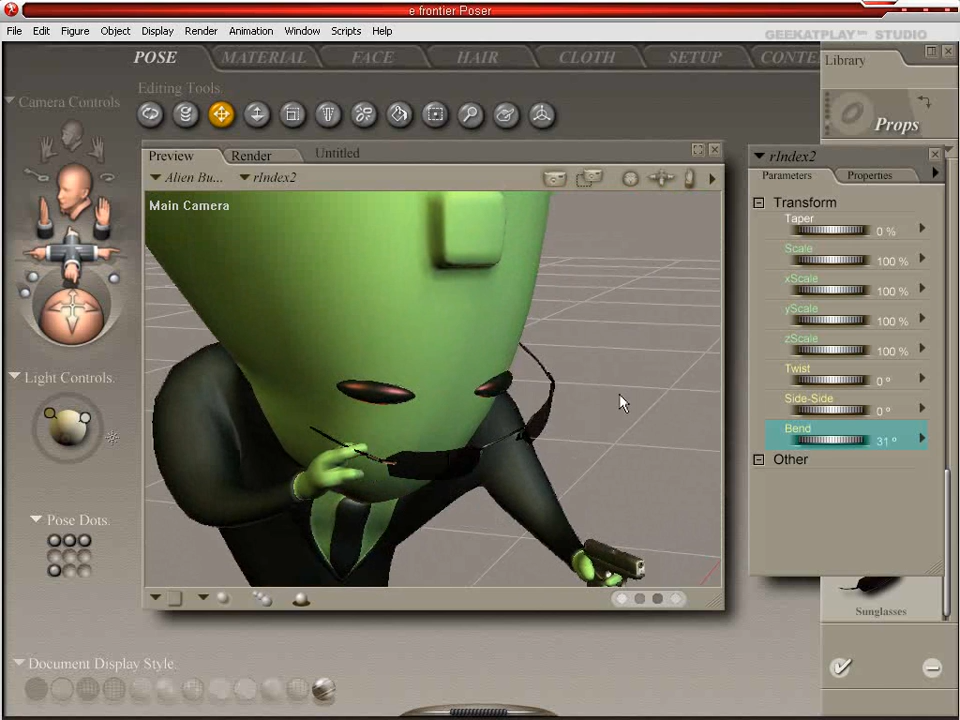 e frontier Poser
File Edit Figure Object Display Render Animation Window Scripts Help
GEEKATPLAY STUDIO
POSE MATERIAL FACE HAIR CLOTH SETUP CONTE
Library
Editing Tools.
Camera Controls
Props
Preview Render Untitled
rIndex2
Alien Bu... rIndex2
Parameters Properties
Main Camera
Transform
Taper
0 %
Scale
100 %
xScale
100 %
yScale
100 %
zScale
100 %
Twist
0 º
Side-Side
0 º
Bend
31 º
Other
Light Controls.
Pose Dots.
Sunglasses
Document Display Style.